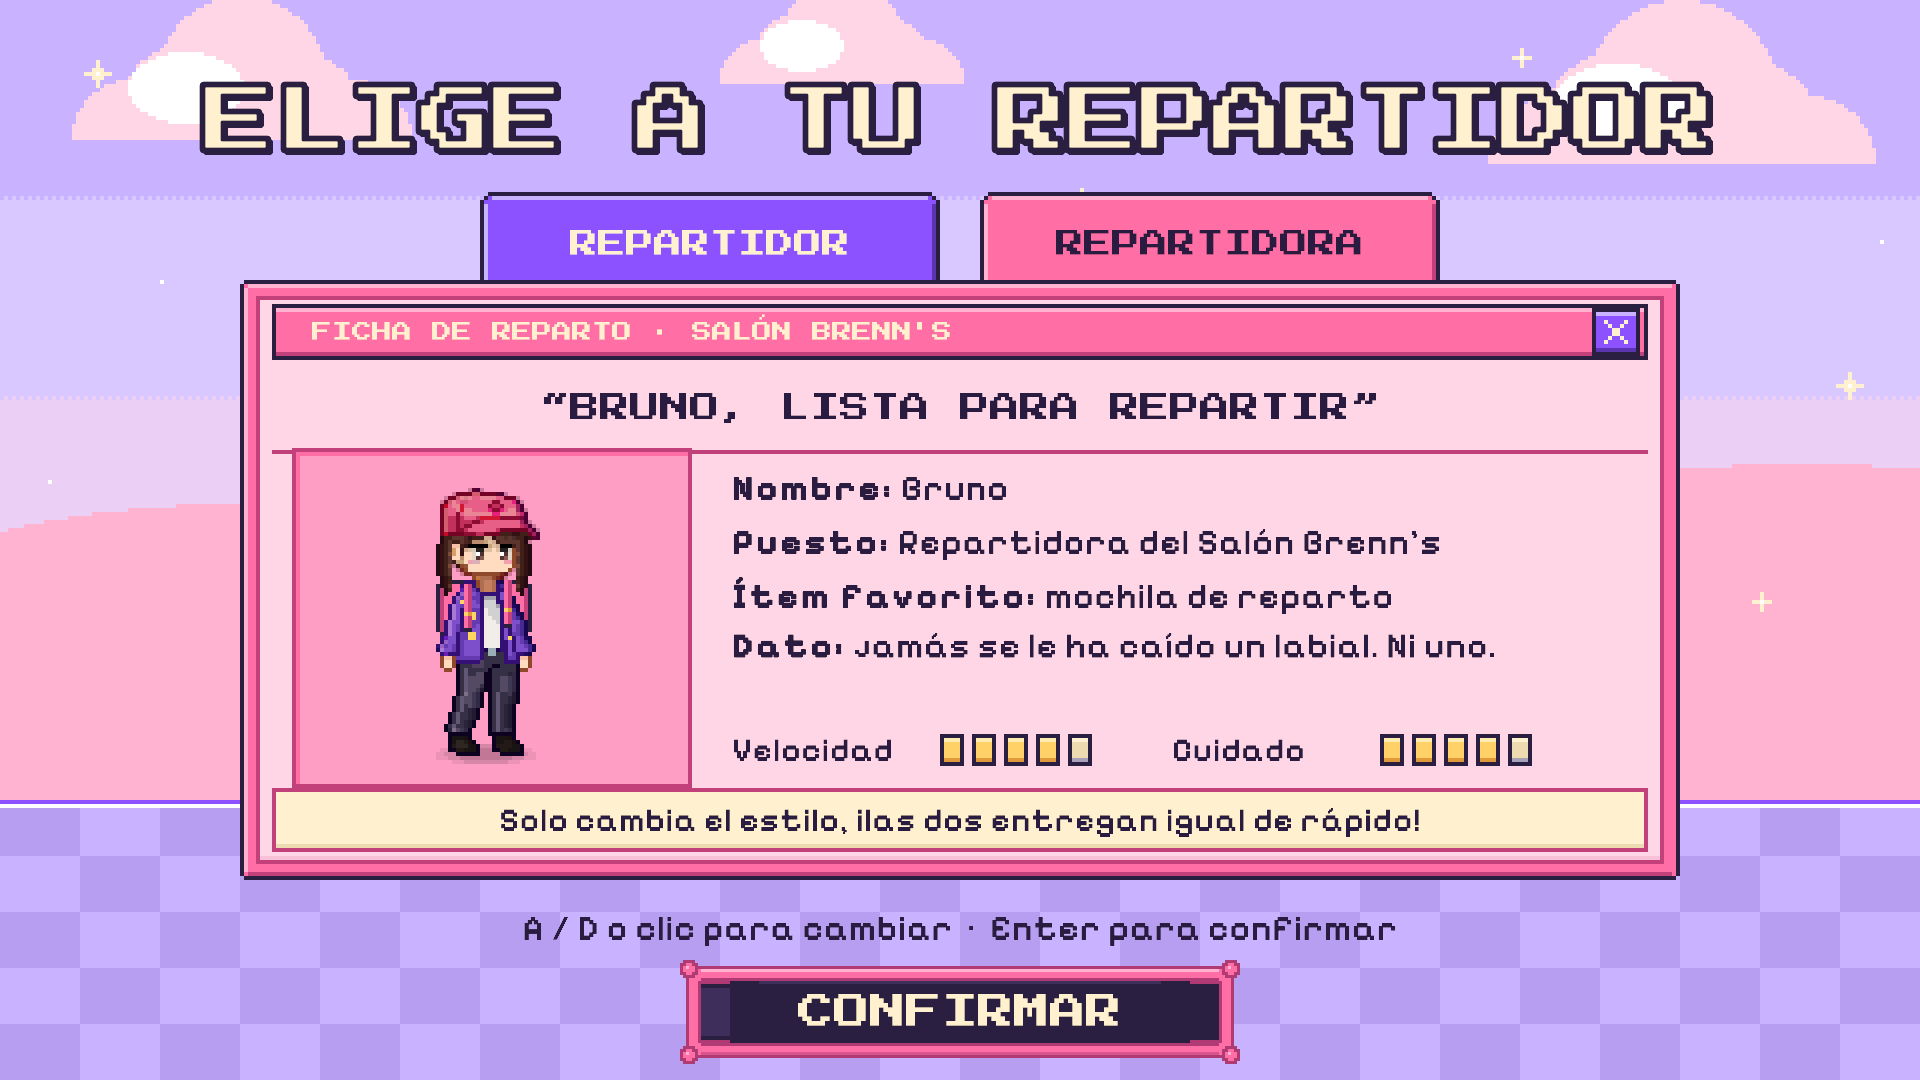 ELIGE A TU REPARTIDOR
REPARTIDOR
REPARTIDORA
FICHA DE REPARTO · SALÓN BRENN'S
X
"BRUNO, LISTA PARA REPARTIR"
Nombre: Bruno
Puesto: Repartidora del Salón Brenn's
Ítem favorito: mochila de reparto
Dato: Jamás se le ha caído un labial. Ni uno.
Velocidad
Cuidado
Solo cambia el estilo, ¡las dos entregan igual de rápido!
A / D o clic para cambiar · Enter para confirmar
CONFIRMAR